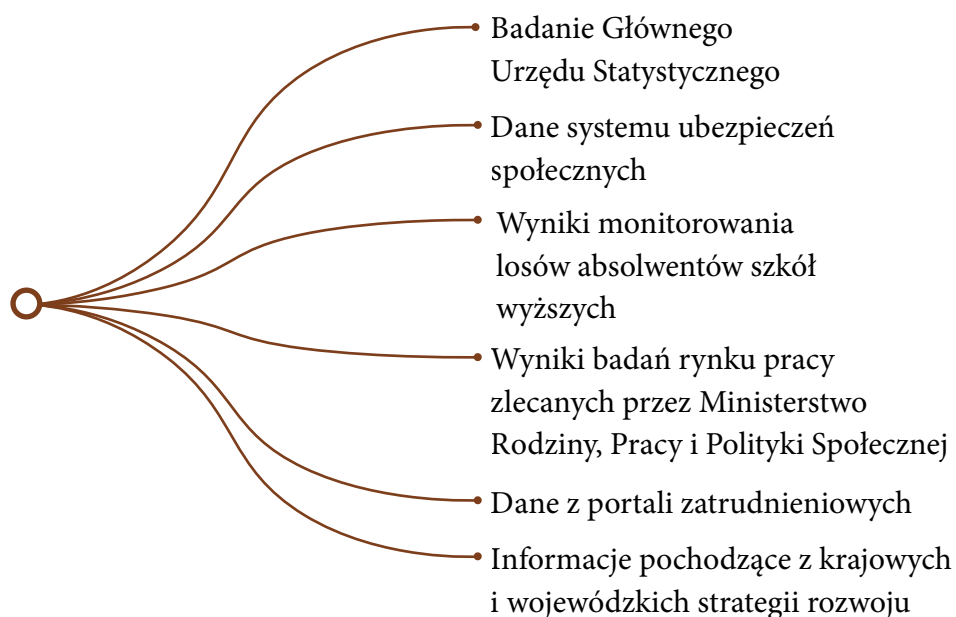 Badanie Głównego
Urzędu Statystycznego
Dane systemu ubezpieczeń
społecznych
Wyniki monitorowania
losów absolwentów szkół
wyższych
Wyniki badań rynku pracy
zlecanych przez Ministerstwo
Rodziny, Pracy i Polityki Społecznej
Dane z portali zatrudnieniowych
Informacje pochodzące z krajowych
i wojewódzkich strategii rozwoju